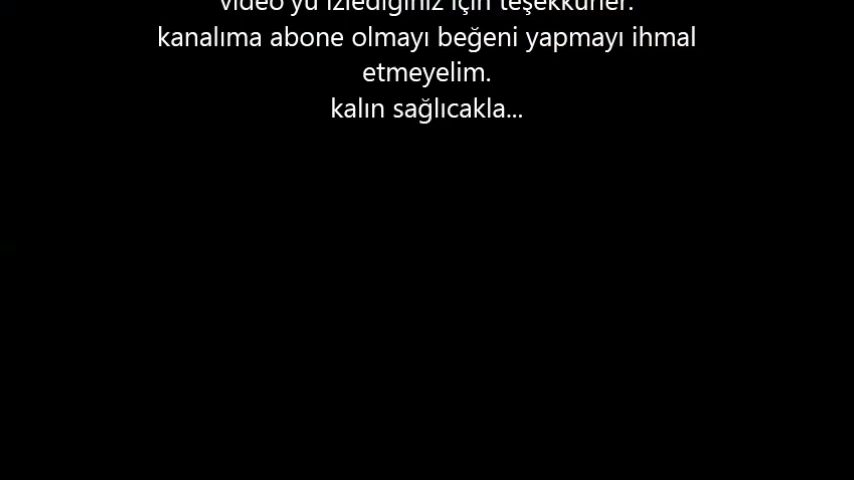 video yu izlediğiniz için teşekkürler.
kanalıma abone olmayı beğeni yapmayı ihmal
etmeyelim.
kalın sağlıcakla...